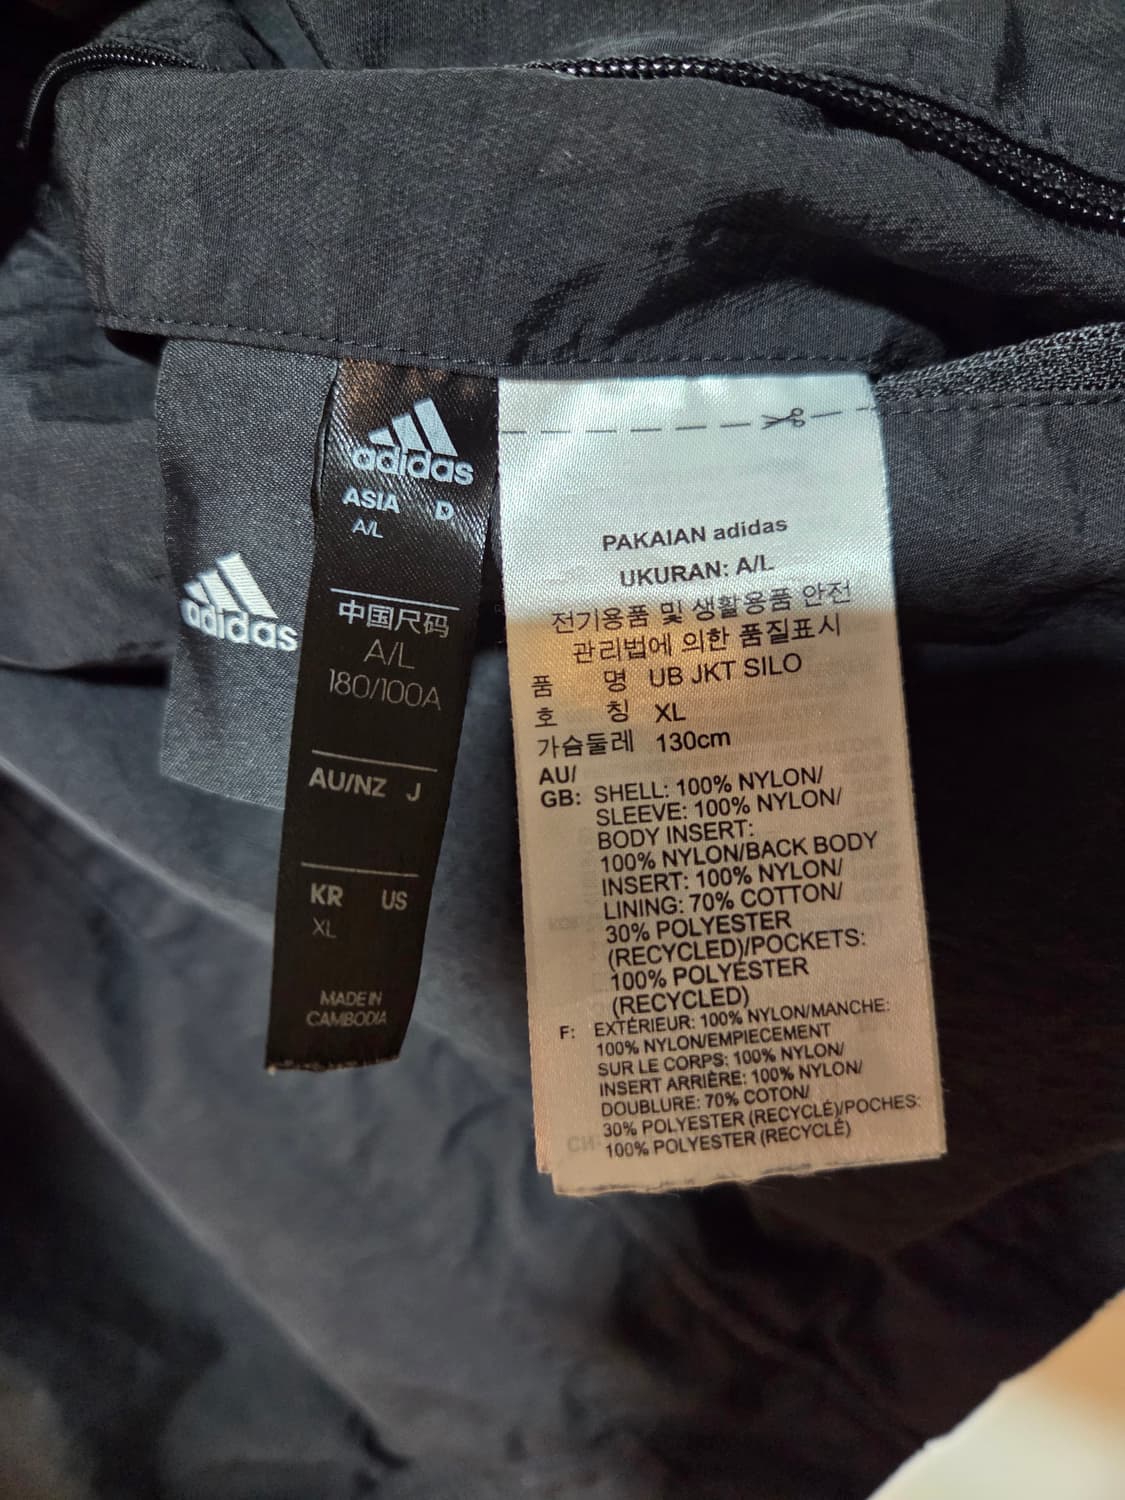 adidas
adidas
ASIA D
A/L
中国尺码
A/L
180/100A
AU/NZ J
KR US
XL
MADE IN
CAMBODIA
PAKAIAN adidas
UKURAN: A/L
전기용품 및 생활용품 안전
관리법에 의한 품질표시
품 명 UB JKT SILO
호 칭 XL
가슴둘레 130cm
AU/
GB: SHELL: 100% NYLON/
SLEEVE: 100% NYLON/
BODY INSERT:
100% NYLON/BACK BODY
INSERT: 100% NYLON/
LINING: 70% COTTON/
30% POLYESTER
(RECYCLED)/POCKETS:
100% POLYESTER
(RECYCLED)
F: EXTÉRIEUR: 100% NYLON/MANCHE:
100% NYLON/EMPIECEMENT
SUR LE CORPS: 100% NYLON/
INSERT ARRIÈRE: 100% NYLON/
DOUBLURE: 70% COTON/
30% POLYESTER (RECYCLÉ)/POCHES:
100% POLYESTER (RECYCLÉ)